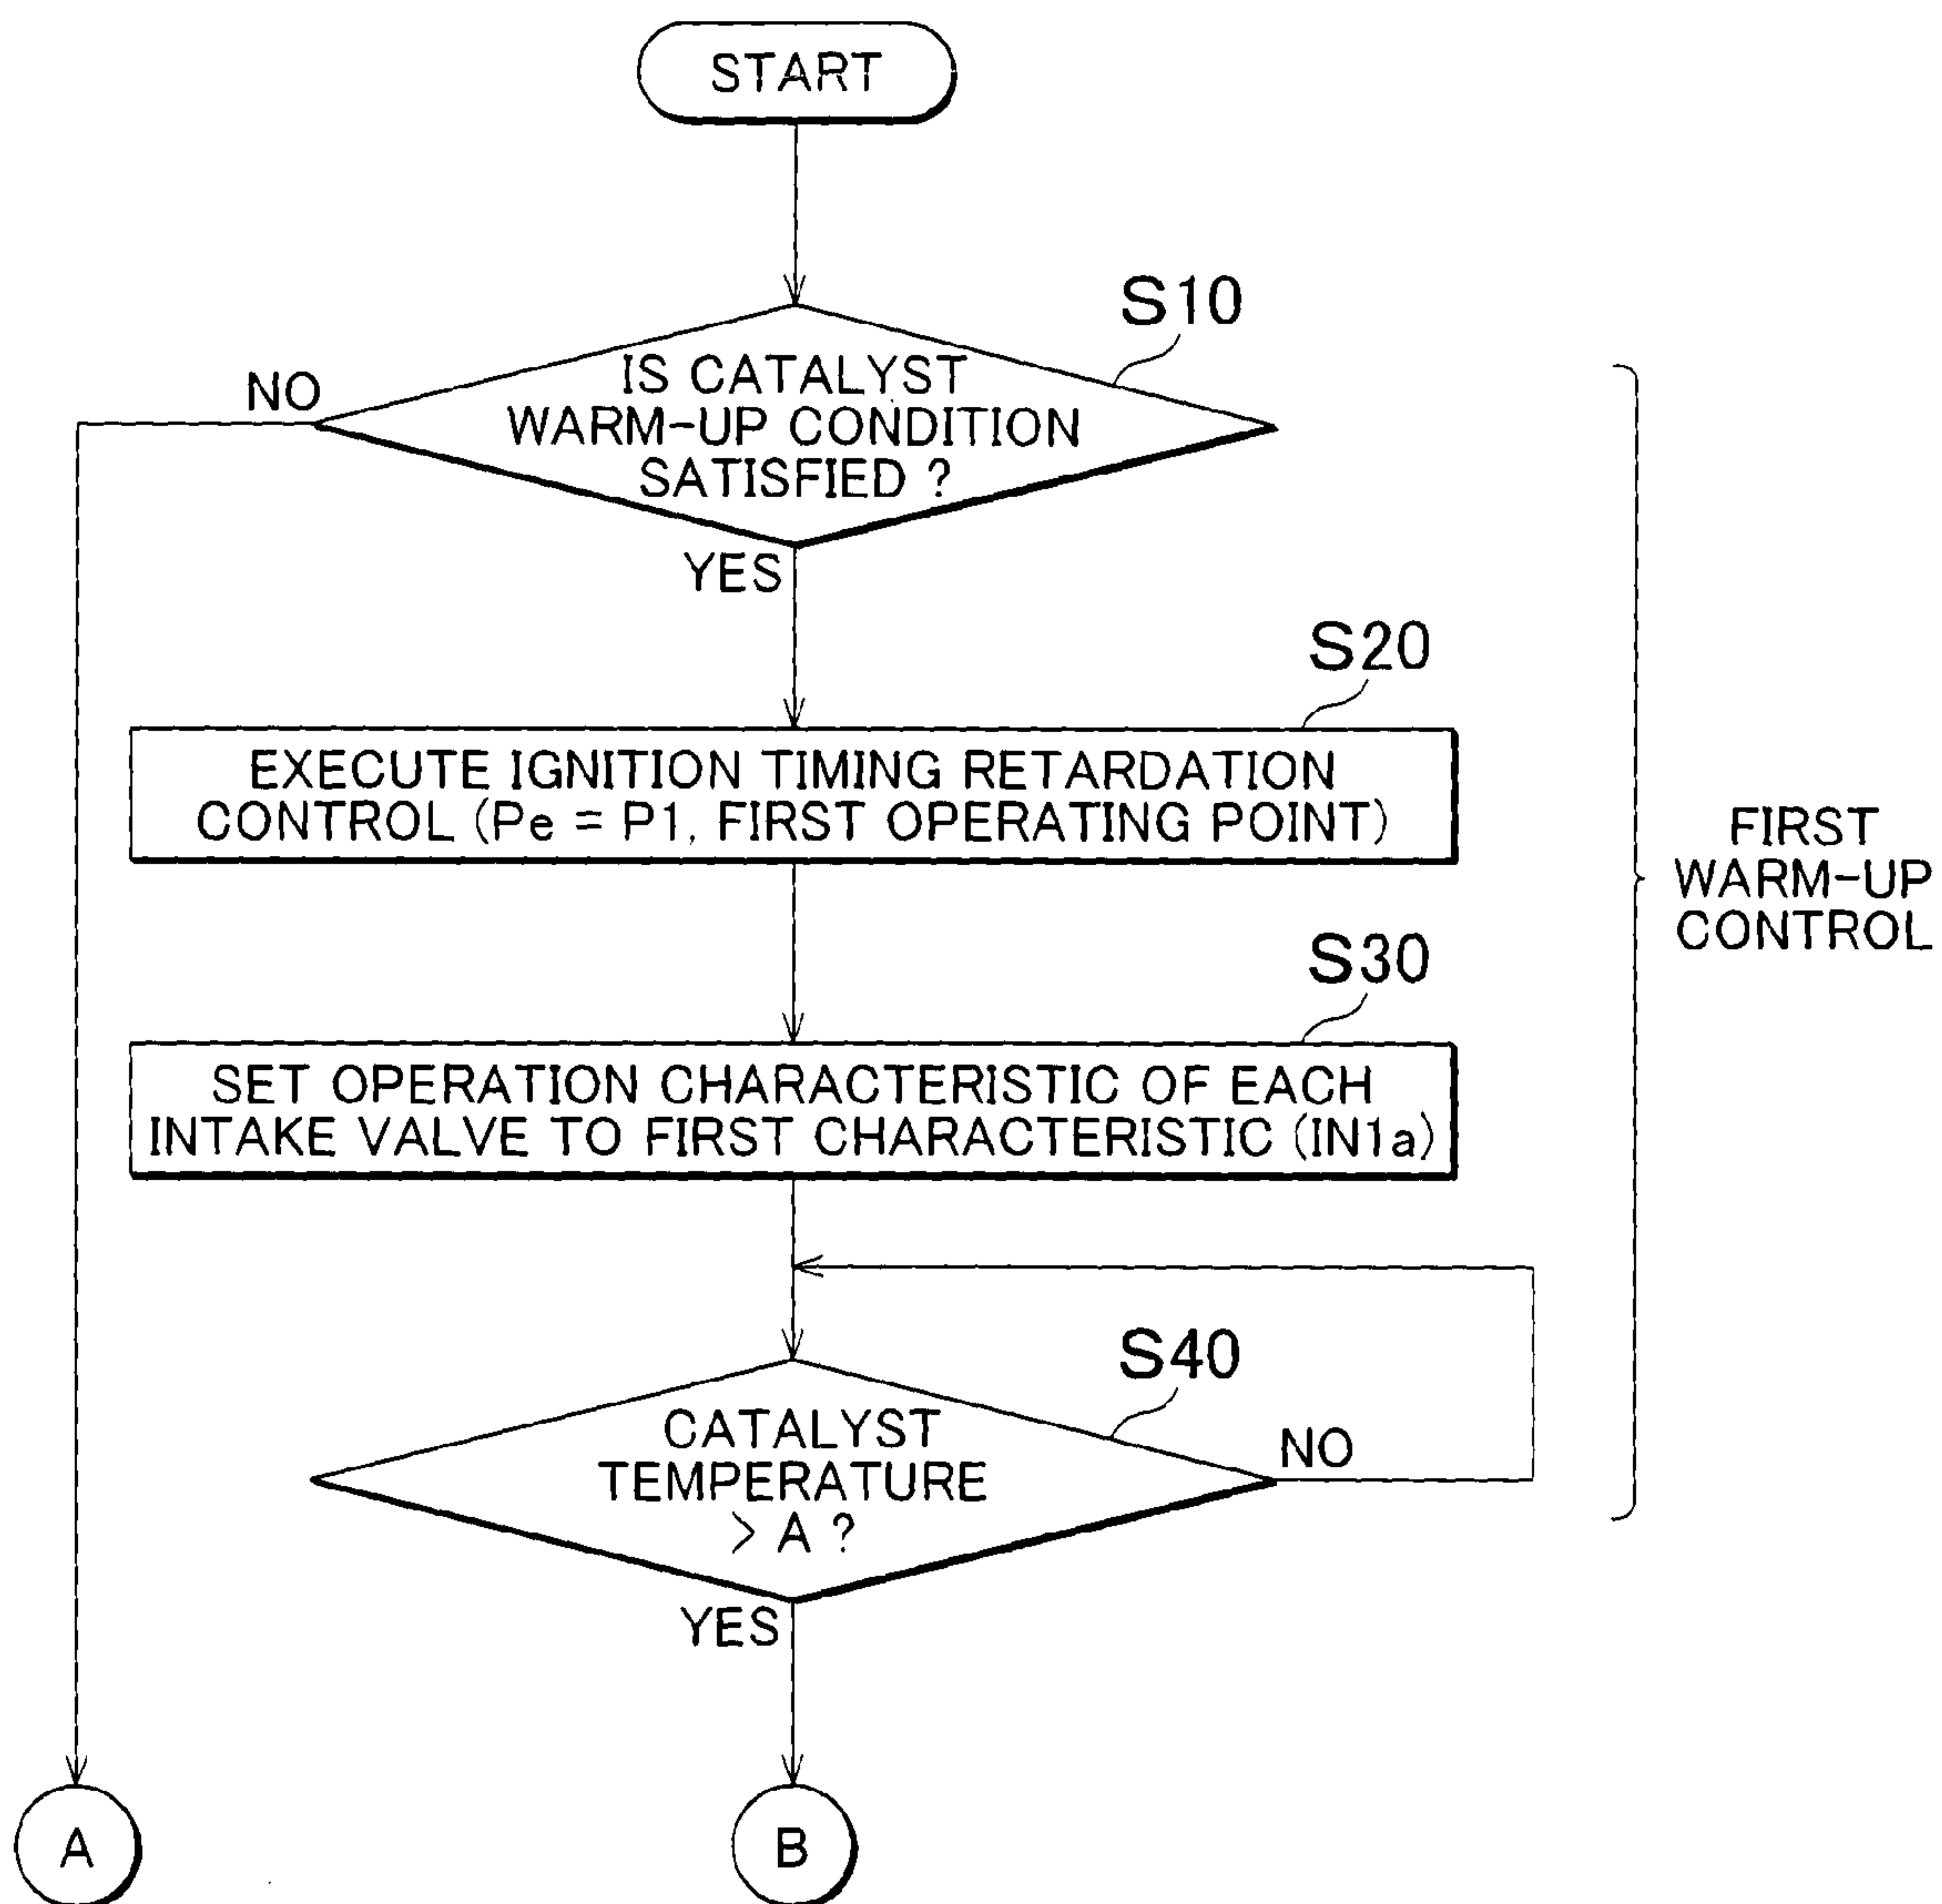 START
S10
IS CATALYST
WARM-UP CONDITION
SATISFIED ?
NO
YES
S20
EXECUTE IGNITION TIMING RETARDATION
CONTROL (Pe = P1, FIRST OPERATING POINT)
FIRST
WARM-UP
CONTROL
S30
SET OPERATION CHARACTERISTIC OF EACH
INTAKE VALVE TO FIRST CHARACTERISTIC (IN1a)
S40
CATALYST
TEMPERATURE
> A ?
NO
YES
A
B